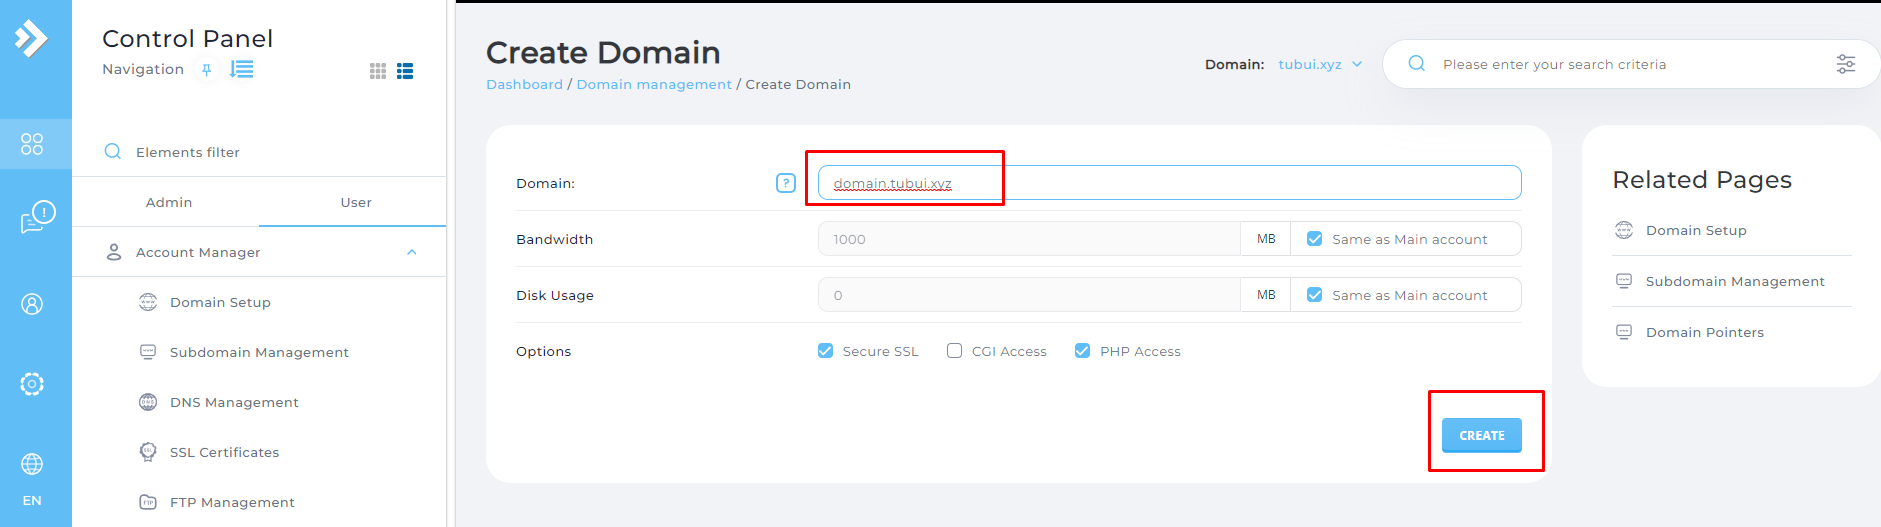 Control Panel
Navigation
Elements filter
Admin User
Account Manager
Domain Setup
Subdomain Management
DNS Management
SSL Certificates
FTP Management
EN
Create Domain
Dashboard / Domain management / Create Domain
Domain: tubui.xyz
Please enter your search criteria
Domain: ? domain.tubui.xyz
Bandwidth 1000 MB Same as Main account
Disk Usage 0 MB Same as Main account
Options Secure SSL CGI Access PHP Access
CREATE
Related Pages
Domain Setup
Subdomain Management
Domain Pointers